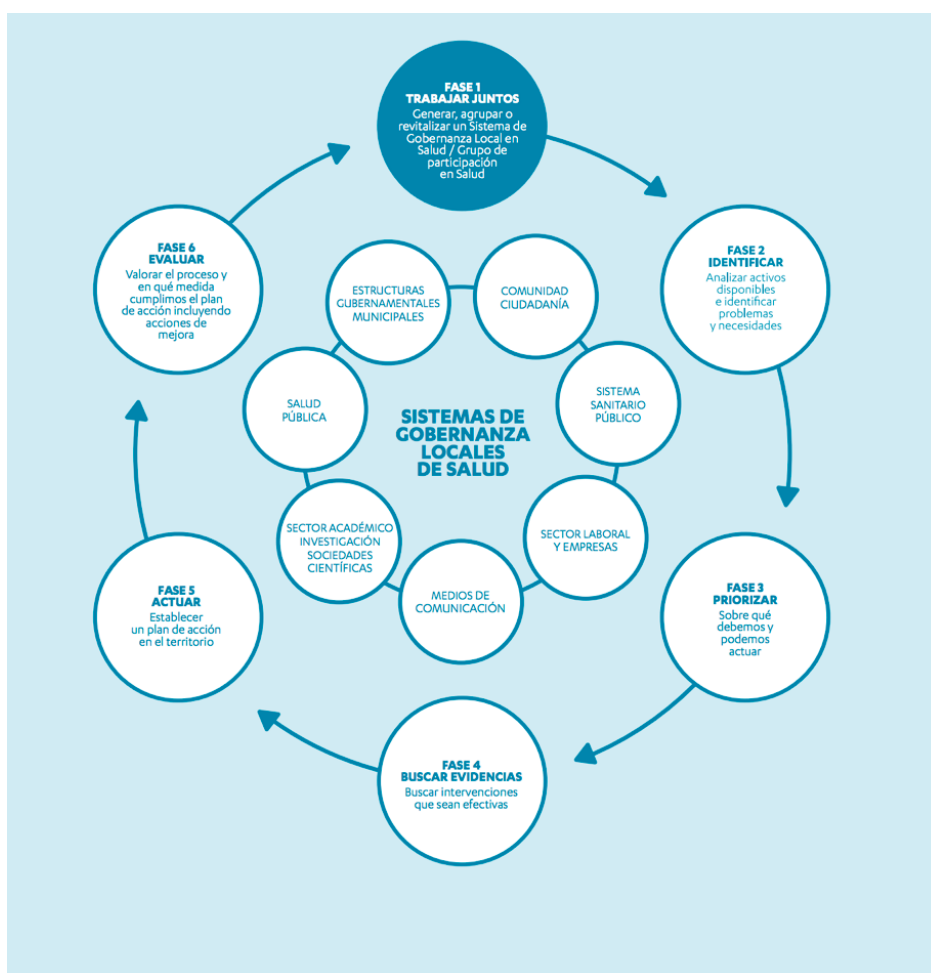 FASE 1
TRABAJAR JUNTOS
Generar, agrupar o
revitalizar un Sistema de
Gobernanza Local en
Salud / Grupo de
participación
en Salud
FASE 2
IDENTIFICAR
Analizar activos
disponibles
e identificar
problemas
y necesidades
FASE 3
PRIORIZAR
Sobre qué
debemos y
podemos
actuar
FASE 4
BUSCAR EVIDENCIAS
Buscar intervenciones
que sean efectivas
FASE 5
ACTUAR
Establecer
un plan de acción
en el territorio
FASE 6
EVALUAR
Valorar el proceso y
en qué medida
cumplimos el plan
de acción incluyendo
acciones de
mejora
ESTRUCTURAS
GUBERNAMENTALES
MUNICIPALES
COMUNIDAD
CIUDADANÍA
SISTEMA
SANITARIO
PÚBLICO
SECTOR LABORAL
Y EMPRESAS
MEDIOS DE
COMUNICACIÓN
SECTOR ACADÉMICO
INVESTIGACIÓN
SOCIEDADES
CIENTÍFICAS
SALUD
PÚBLICA
SISTEMAS DE
GOBERNANZA
LOCALES
DE SALUD